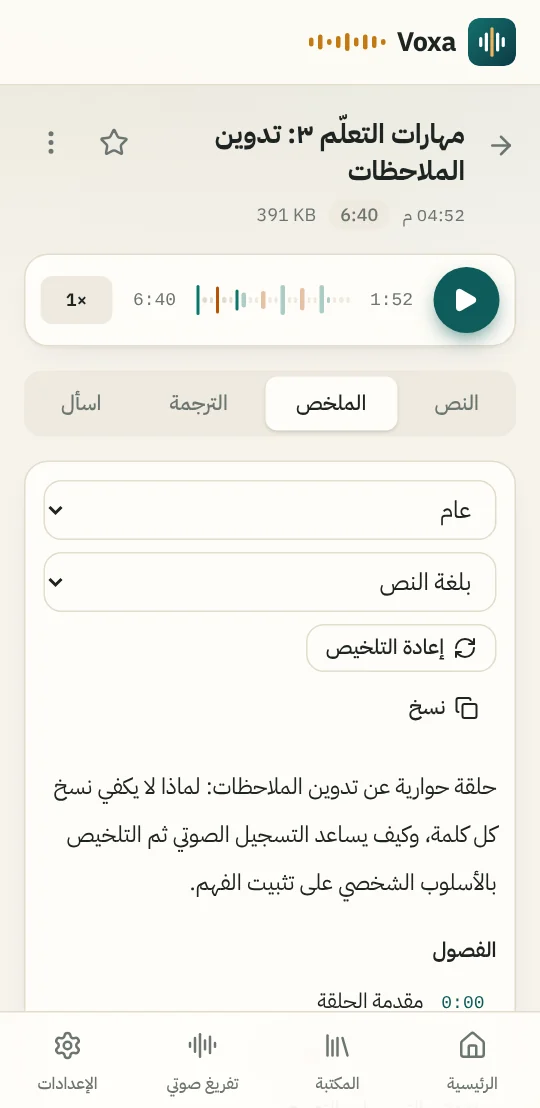 Voxa
مهارات التعلّم ٣: تدوين
الملاحظات
04:52 م 6:40 391 KB
1:52 6:40 1×
النص الملخص الترجمة اسأل
عام
بلغة النص
إعادة التلخيص
نسخ
حلقة حوارية عن تدوين الملاحظات: لماذا لا يكفي نسخ
كل كلمة، وكيف يساعد التسجيل الصوتي ثم التلخيص
بالأسلوب الشخصي على تثبيت الفهم.
الفصول
0:00 مقدمة الحلقة
الرئيسية المكتبة تفريغ صوتي الإعدادات